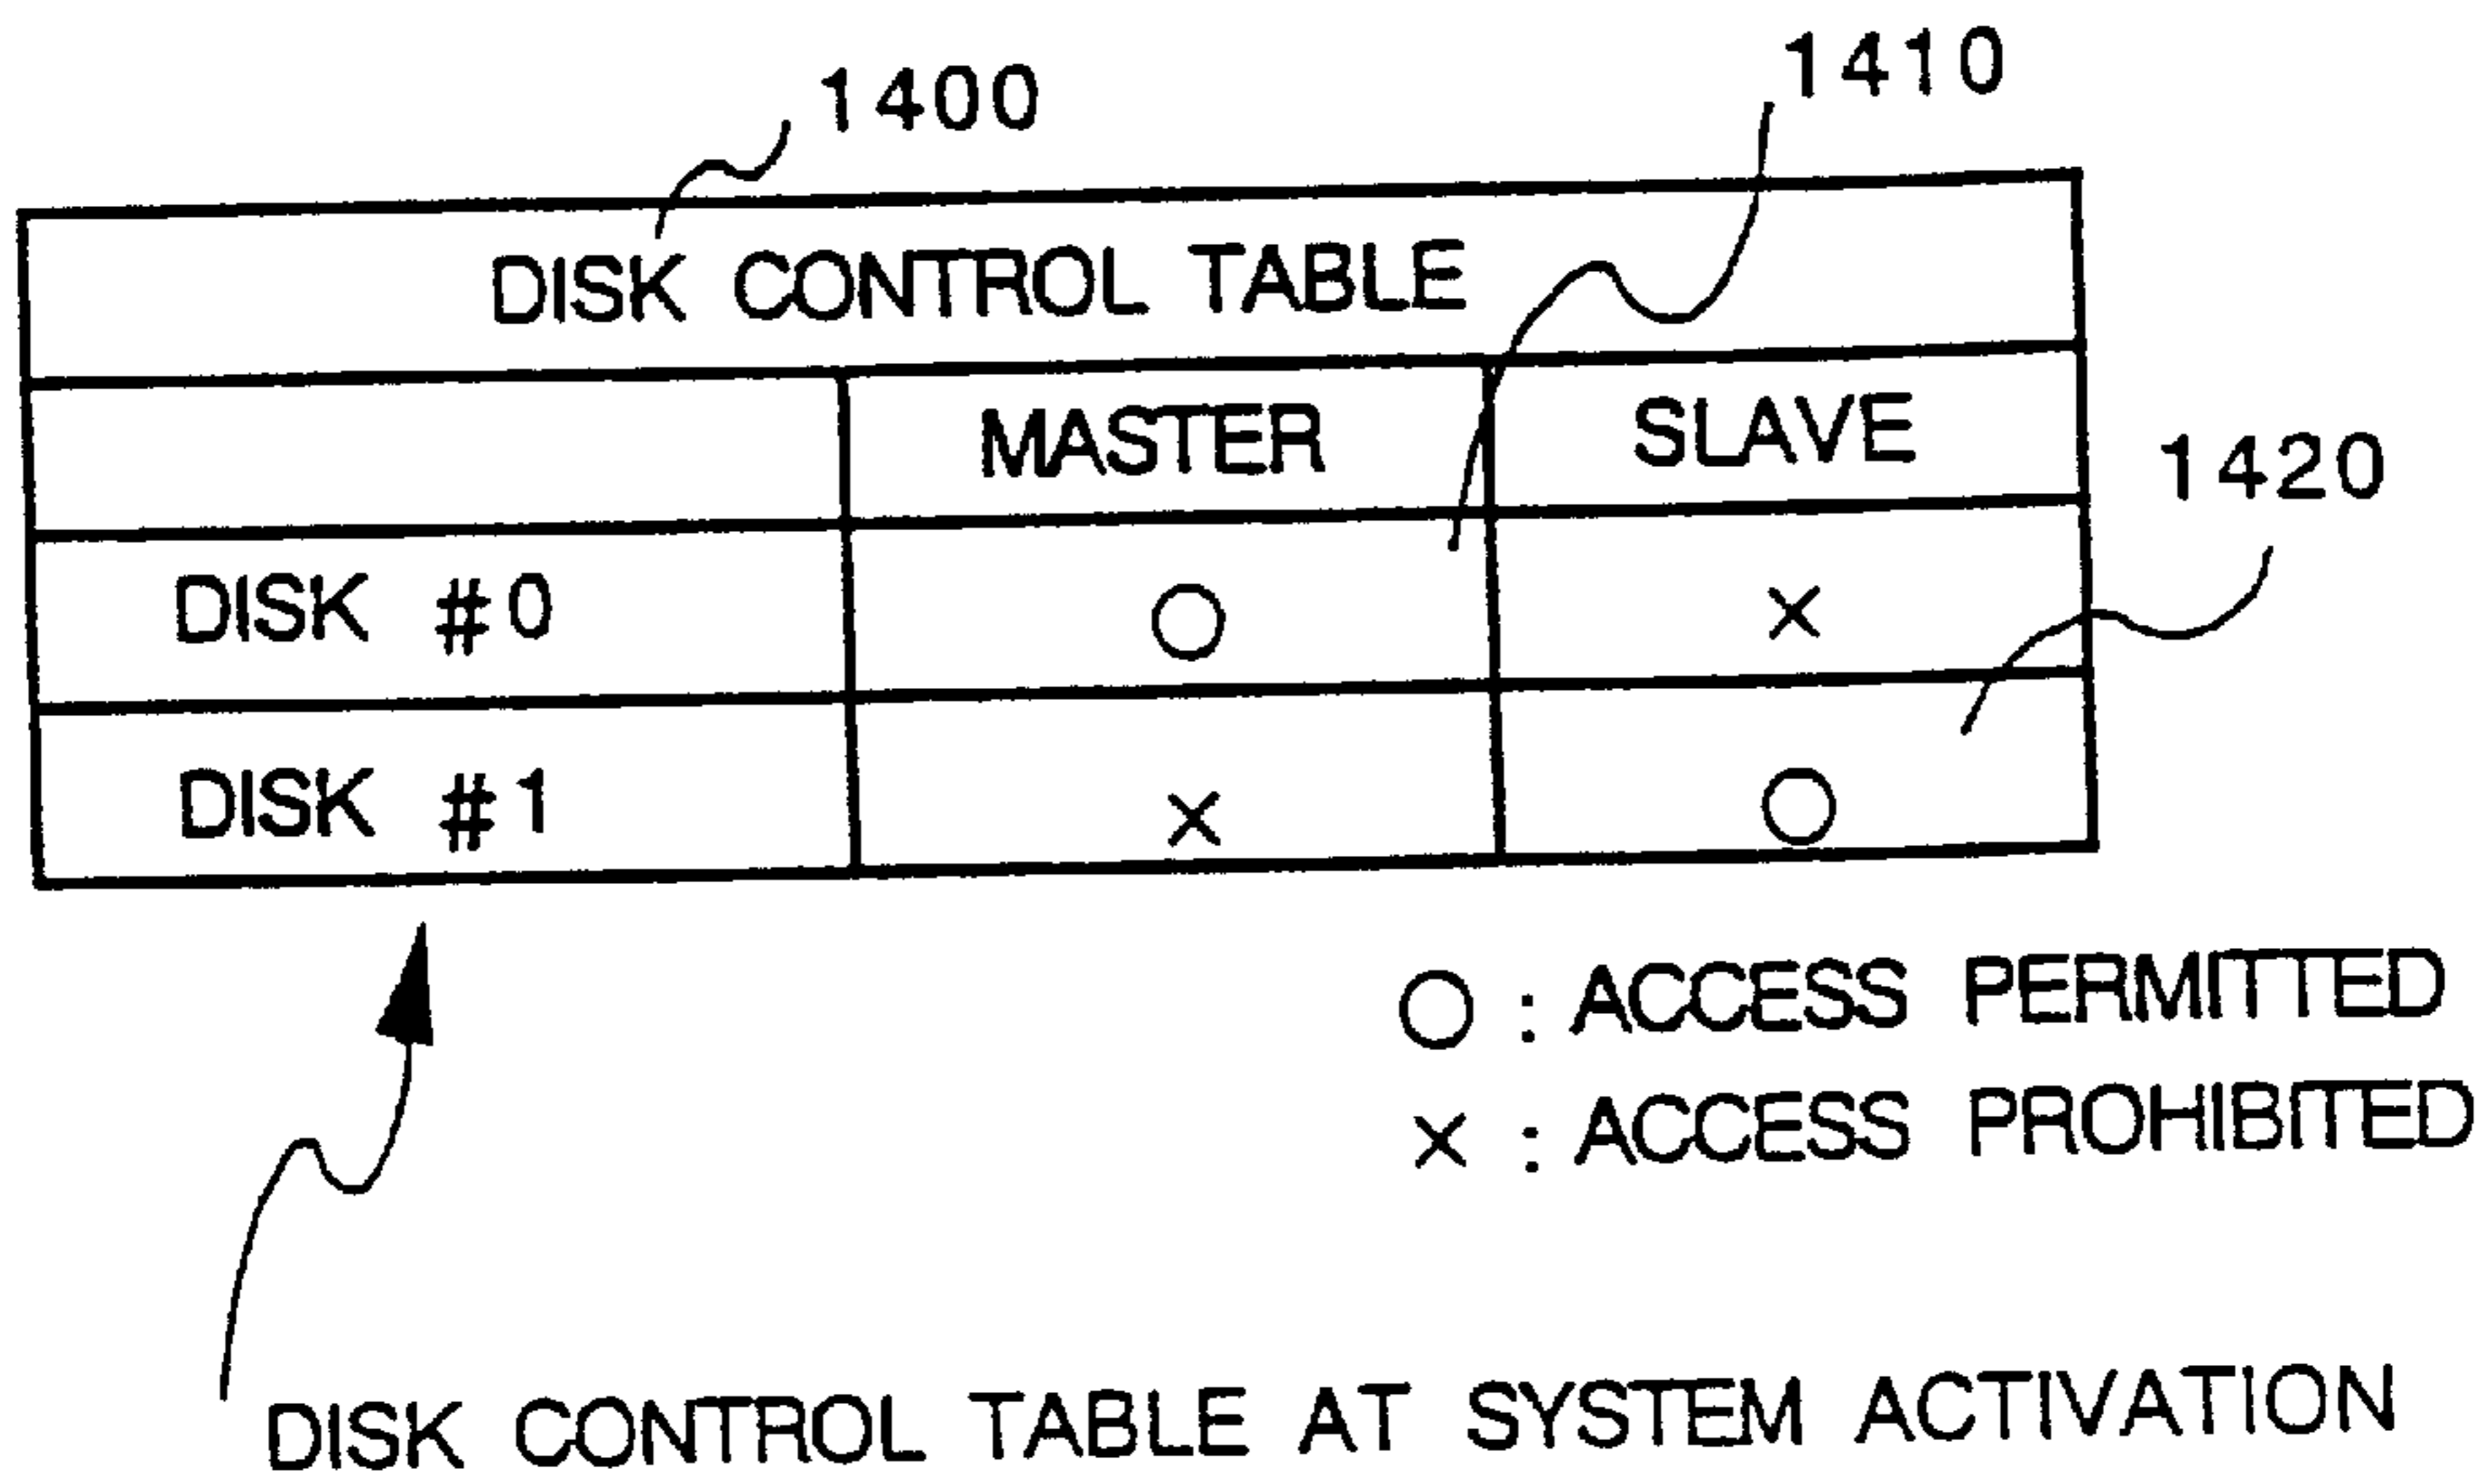 1400
1410
DISK CONTROL TABLE
MASTER SLAVE
1420
DISK #0 ○ ×
DISK #1 × ○
○ : ACCESS PERMITTED
× : ACCESS PROHIBITED
DISK CONTROL TABLE AT SYSTEM ACTIVATION